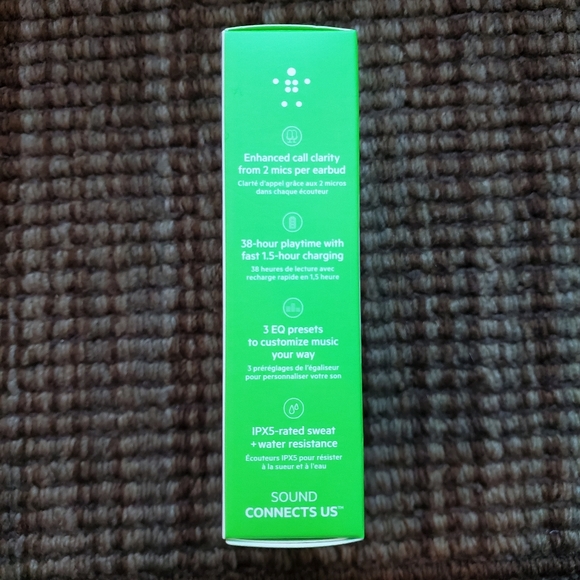 Enhanced call clarity
from 2 mics per earbud
Clarté d'appel grâce aux 2 micros
dans chaque écouteur
38-hour playtime with
fast 1.5-hour charging
38 heures de lecture avec
recharge rapide en 1.5 heure
3 EQ presets
to customize music
your way
3 préréglages de l'égaliseur
pour personnaliser votre son
IPX5-rated sweat
+ water resistance
Écouteurs IPX5 pour résister
à la sueur et à l'eau
SOUND
CONNECTS US™